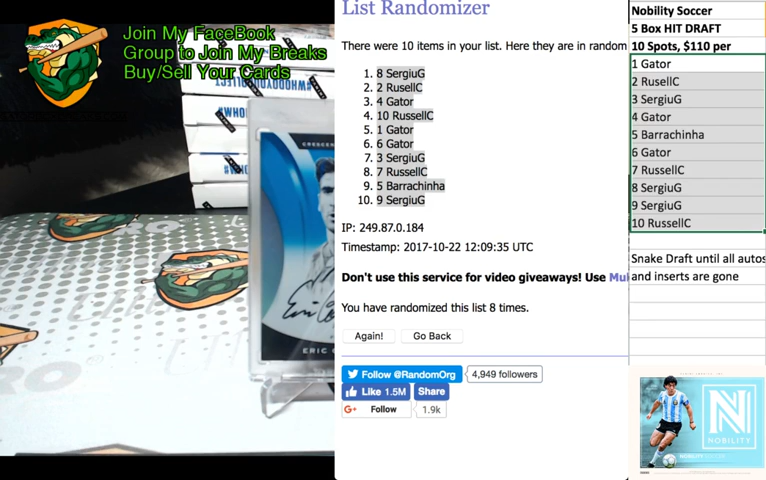 Join My FaceBook
Group to Join My Breaks
Buy/Sell Your Cards
CRESCEN
ERIC
List Randomizer
There were 10 items in your list. Here they are in random
1. 8 SergiuG
2. 2 RusellC
3. 4 Gator
4. 10 RussellC
5. 1 Gator
6. 6 Gator
7. 3 SergiuG
8. 7 RussellC
9. 5 Barrachinha
10. 9 SergiuG
IP: 249.87.0.184
Timestamp: 2017-10-22 12:09:35 UTC
Don't use this service for video giveaways! Use Mul
You have randomized this list 8 times.
Again!
Go Back
Follow @RandomOrg
4,949 followers
Like 1.5M
Share
G+ Follow
1.9k
Nobility Soccer
5 Box HIT DRAFT
10 Spots, $110 per
1 Gator
2 RusellC
3 SergiuG
4 Gator
5 Barrachinha
6 Gator
7 RussellC
8 SergiuG
9 SergiuG
10 RussellC
Snake Draft until all autos
and inserts are gone
N
NOBILITY